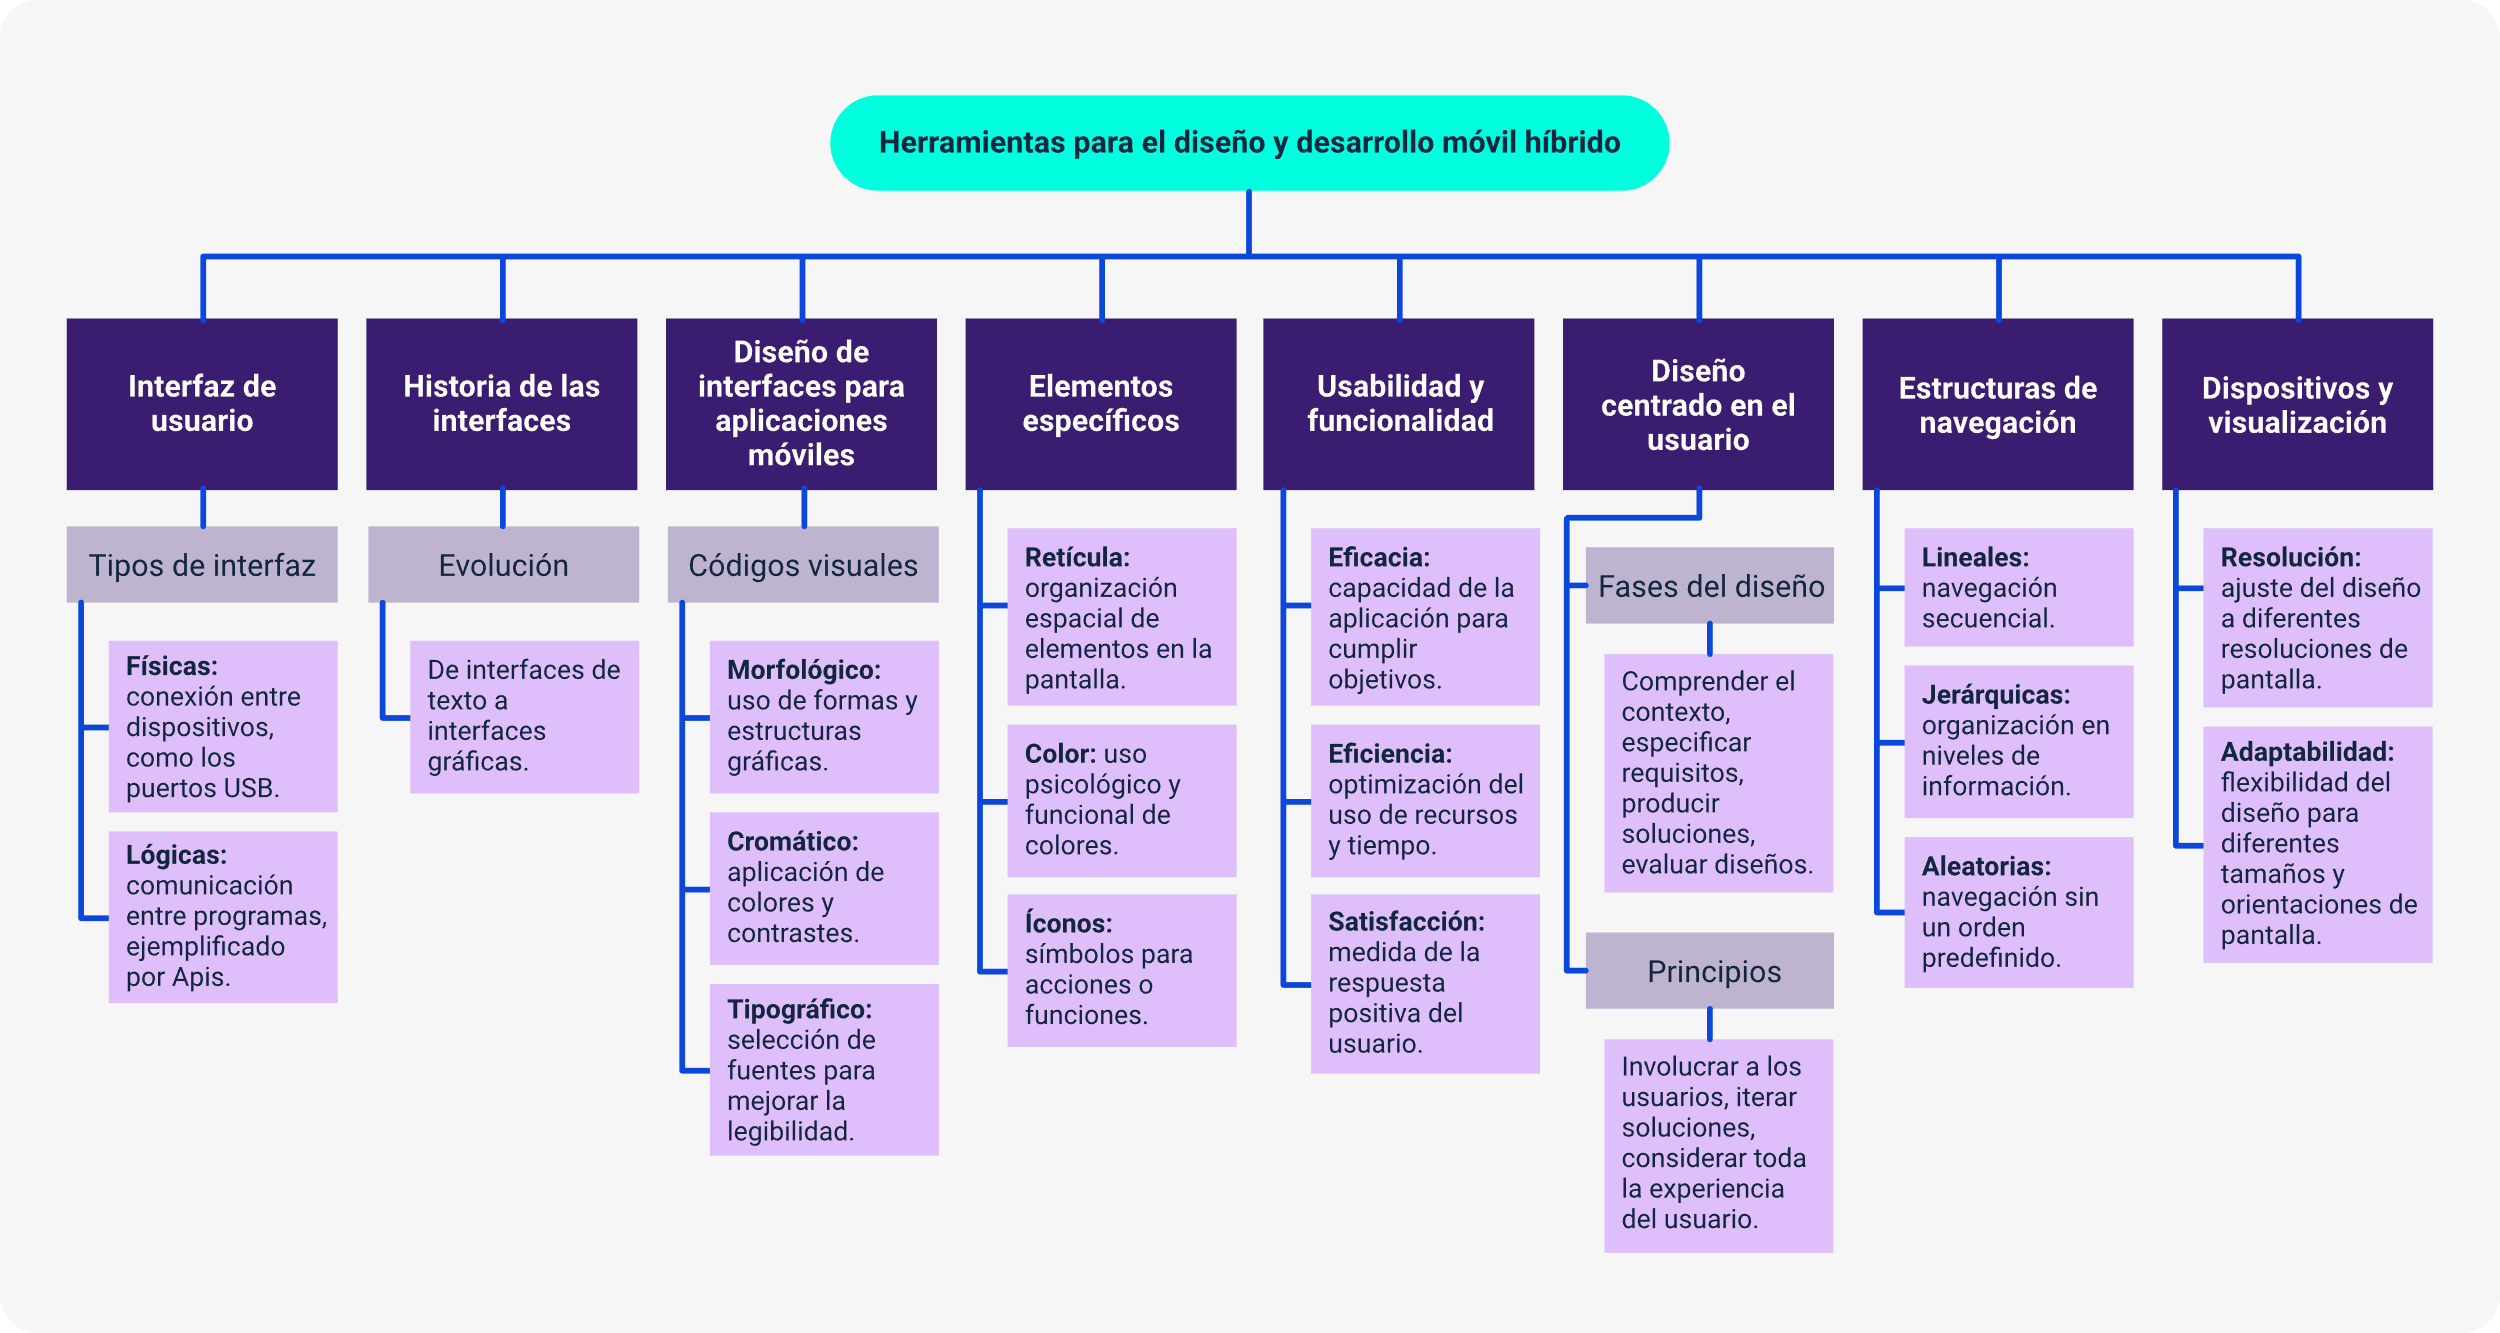 Herramientas para el diseño y desarrollo móvil híbrido
Interfaz de
usuario
Tipos de interfaz
Físicas:
conexión entre
dispositivos,
como los
puertos USB.
Lógicas:
comunicación
entre programas,
ejemplificado
por Apis.
Historia de las
interfaces
Evolución
De interfaces de
texto a
interfaces
gráficas.
Diseño de
interfaces para
aplicaciones
móviles
Códigos visuales
Morfológico:
uso de formas y
estructuras
gráficas.
Cromático:
aplicación de
colores y
contrastes.
Tipográfico:
selección de
fuentes para
mejorar la
legibilidad.
Elementos
específicos
Retícula:
organización
espacial de
elementos en la
pantalla.
Color: uso
psicológico y
funcional de
colores.
Íconos:
símbolos para
acciones o
funciones.
Usabilidad y
funcionalidad
Eficacia:
capacidad de la
aplicación para
cumplir
objetivos.
Eficiencia:
optimización del
uso de recursos
y tiempo.
Satisfacción:
medida de la
respuesta
positiva del
usuario.
Diseño
centrado en el
usuario
Fases del diseño
Comprender el
contexto,
especificar
requisitos,
producir
soluciones,
evaluar diseños.
Principios
Involucrar a los
usuarios, iterar
soluciones,
considerar toda
la experiencia
del usuario.
Estructuras de
navegación
Lineales:
navegación
secuencial.
Jerárquicas:
organización en
niveles de
información.
Aleatorias:
navegación sin
un orden
predefinido.
Dispositivos y
visualización
Resolución:
ajuste del diseño
a diferentes
resoluciones de
pantalla.
Adaptabilidad:
flexibilidad del
diseño para
diferentes
tamaños y
orientaciones de
pantalla.